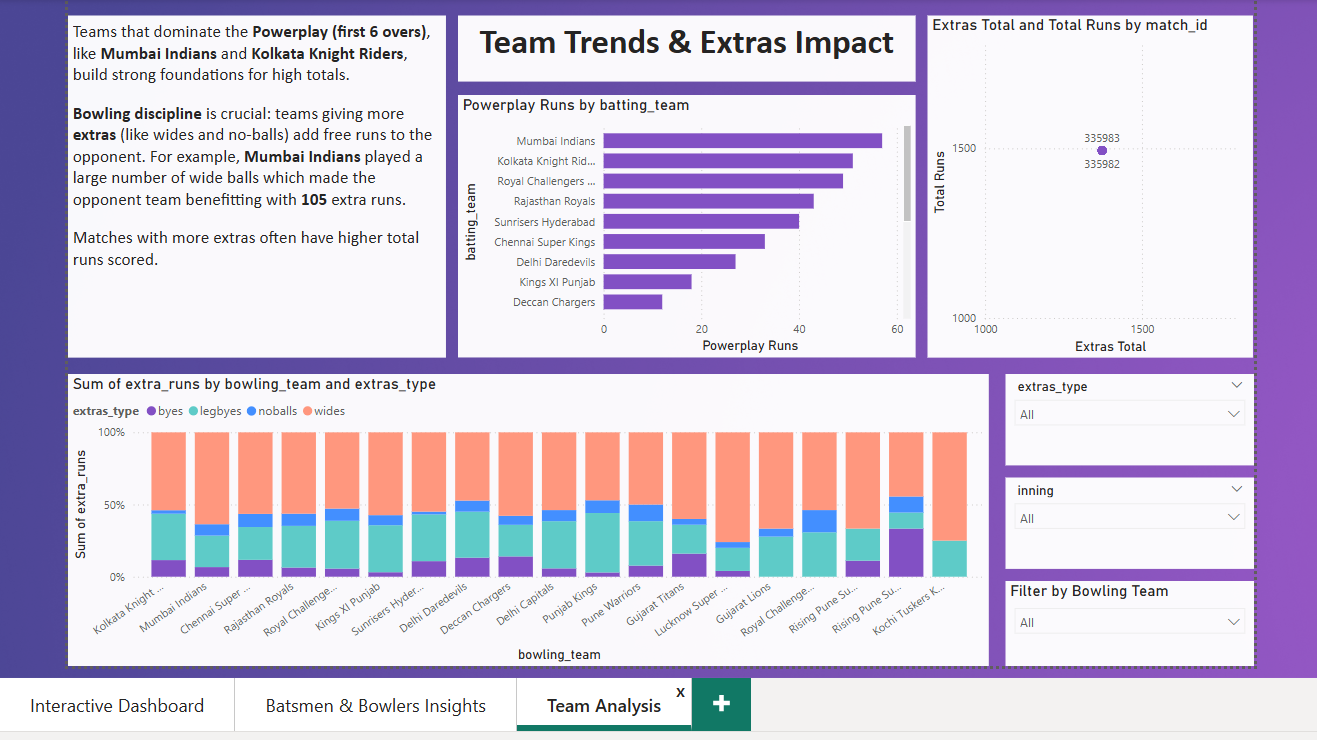 Teams that dominate the Powerplay (first 6 overs),
like Mumbai Indians and Kolkata Knight Riders,
build strong foundations for high totals.
Bowling discipline is crucial: teams giving more
extras (like wides and no-balls) add free runs to the
opponent. For example, Mumbai Indians played a
large number of wide balls which made the
opponent team benefitting with 105 extra runs.
Matches with more extras often have higher total
runs scored.
Team Trends & Extras Impact
Powerplay Runs by batting_team
batting_team
Mumbai Indians
Kolkata Knight Rid...
Royal Challengers ...
Rajasthan Royals
Sunrisers Hyderabad
Chennai Super Kings
Delhi Daredevils
Kings XI Punjab
Deccan Chargers
0 20 40 60
Powerplay Runs
Extras Total and Total Runs by match_id
Total Runs
1500
1000
335983
335982
1000 1500
Extras Total
Sum of extra_runs by bowling_team and extras_type
extras_type byes legbyes noballs wides
Sum of extra_runs
100%
50%
0%
Kolkata Knight ...
Mumbai Indians
Chennai Super ...
Rajasthan Royals
Royal Challenge...
Kings XI Punjab
Sunrisers Hyder...
Delhi Daredevils
Deccan Chargers
Delhi Capitals
Punjab Kings
Pune Warriors
Gujarat Titans
Lucknow Super ...
Gujarat Lions
Royal Challenge...
Rising Pune Su...
Rising Pune Su...
Kochi Tuskers K...
bowling_team
extras_type
All
inning
All
Filter by Bowling Team
All
Interactive Dashboard
Batsmen & Bowlers Insights
Team Analysis
x
+